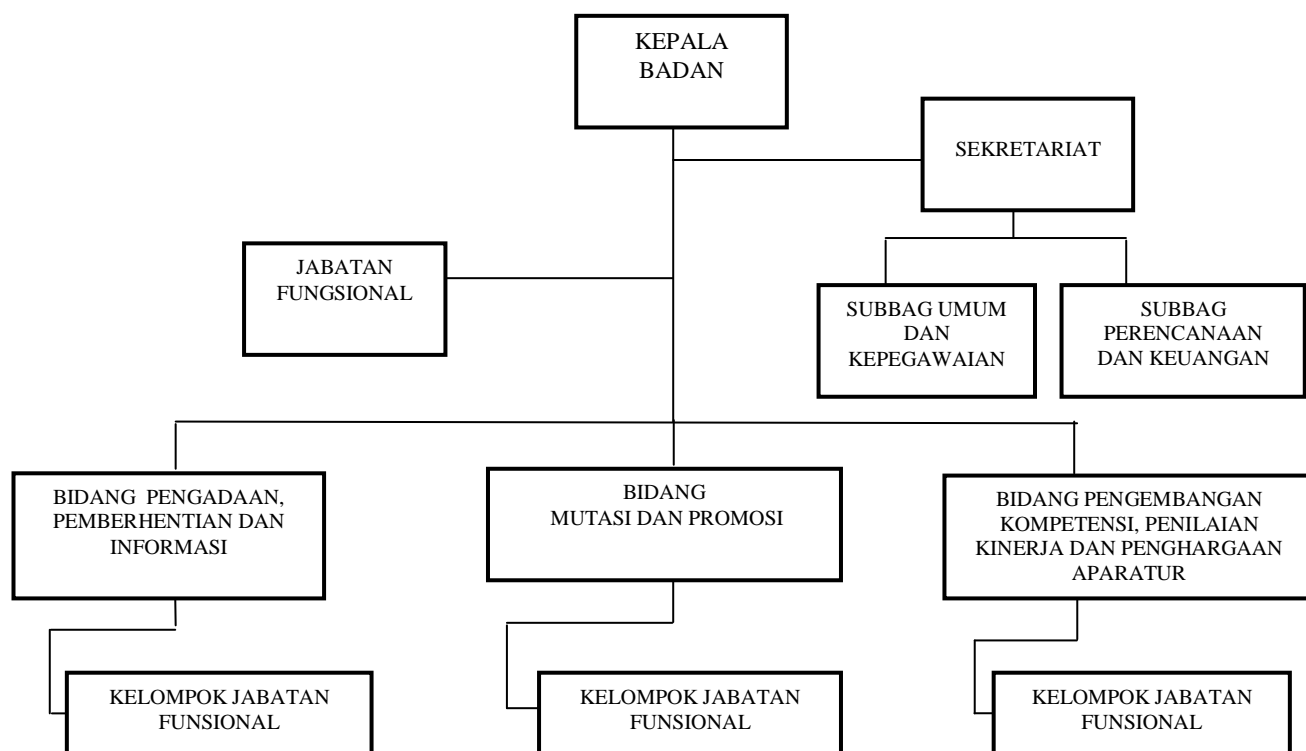 KEPALA
BADAN
SEKRETARIAT
JABATAN
FUNGSIONAL
SUBBAG UMUM
DAN
KEPEGAWAIAN
SUBBAG
PERENCANAAN
DAN KEUANGAN
BIDANG PENGADAAN,
PEMBERHENTIAN DAN
INFORMASI
BIDANG
MUTASI DAN PROMOSI
BIDANG PENGEMBANGAN
KOMPETENSI, PENILAIAN
KINERJA DAN PENGHARGAAN
APARATUR
KELOMPOK JABATAN
FUNSIONAL
KELOMPOK JABATAN
FUNSIONAL
KELOMPOK JABATAN
FUNSIONAL